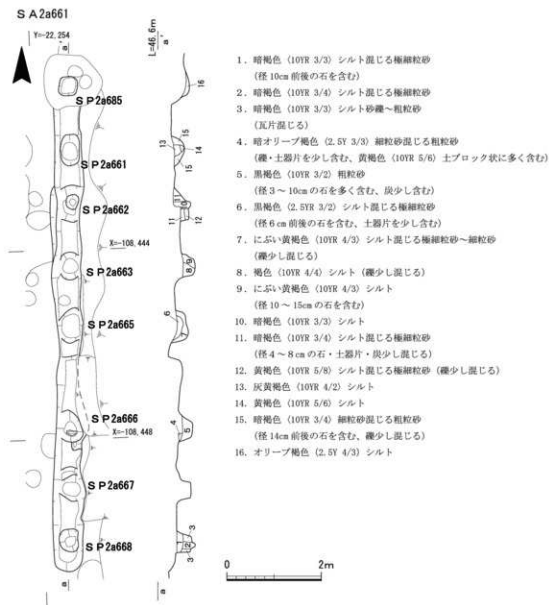 SA2a661
Y=-22,254
a
L=46.6m
a'
a'
SP2a685
SP2a661
SP2a662
X=-108,444
SP2a663
SP2a665
SP2a666
X=-108,448
SP2a667
SP2a668
a
a
16
15
13
14
15
10
11
12
8,9
6
7
4
5
3
2
3
0
2m
1. 暗褐色（10YR 3/3）シルト混じる極細粒砂
（径10cm前後の石を含む）
2. 暗褐色（10YR 3/4）シルト混じる極細粒砂
3. 暗褐色（10YR 3/3）シルト砂礫～粗粒砂
（瓦片混じる）
4. 暗オリーブ褐色（2.5Y 3/3）細粒砂混じる粗粒砂
（礫・土器片を少し含む、黄褐色（10YR 5/6）土ブロック状に多く含む）
5. 黒褐色（10YR 3/2）粗粒砂
（径3～10cmの石を多く含む、炭少し含む）
6. 黒褐色（2.5YR 3/2）シルト混じる極細粒砂
（径6cm前後の石を含む、土器片を少し含む）
7. にぶい黄褐色（10YR 4/3）シルト混じる極細粒砂～細粒砂
（礫少し混じる）
8. 褐色（10YR 4/4）シルト（礫少し混じる）
9. にぶい黄褐色（10YR 4/3）シルト
（径10～15cmの石を含む）
10. 暗褐色（10YR 3/3）シルト
11. 暗褐色（10YR 3/4）シルト混じる極細粒砂
（径4～8cmの石・土器片・炭少し混じる）
12. 黄褐色（10YR 5/8）シルト混じる極細粒砂（礫少し混じる）
13. 灰黄褐色（10YR 4/2）シルト
14. 黄褐色（10YR 5/6）シルト
15. 暗褐色（10YR 3/4）細粒砂混じる粗粒砂
（径14cm前後の石を含む、礫少し混じる）
16. オリーブ褐色（2.5Y 4/3）シルト